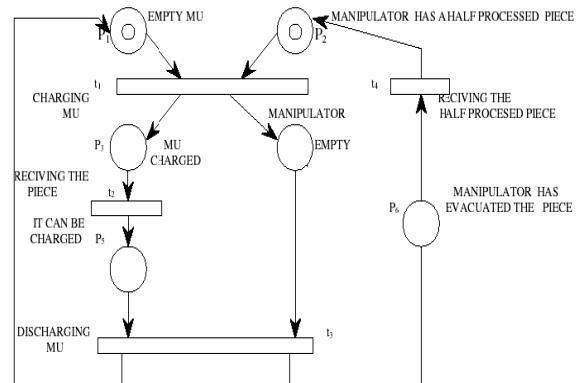 EMPTY MU
MANIPULATOR HAS A HALF PROCESSED PIECE
P1
P2
t1
t4
CHARGING
MU
RECIVING THE
HALF PROCESED PIECE
MANIPULATOR
P3
MU
CHARGED
EMPTY
RECIVING THE
PIECE
t2
MANIPULATOR HAS
EVACUATED THE PIECE
P6
IT CAN BE
CHARGED
P5
DISCHARGING
MU
t3